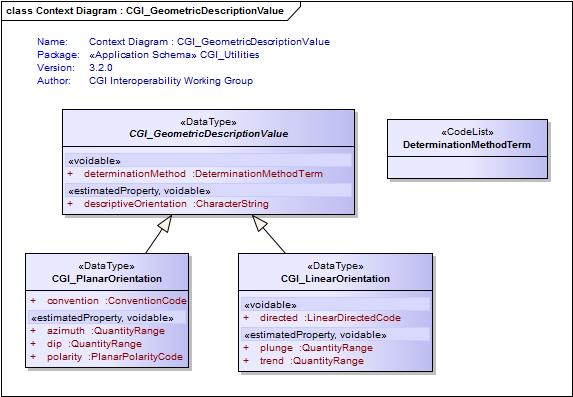 class Context Diagram : CGI_GeometricDescriptionValue
Name: Context Diagram : CGI_GeometricDescriptionValue
Package: «Application Schema» CGI_Utilities
Version: 3.2.0
Author: CGI Interoperability Working Group
«DataType»
CGI_GeometricDescriptionValue
«voidable»
+ determinationMethod :DeterminationMethodTerm
«estimatedProperty, voidable»
+ descriptiveOrientation :CharacterString
«CodeList»
DeterminationMethodTerm
«DataType»
CGI_PlanarOrientation
+ convention :ConventionCode
«estimatedProperty, voidable»
+ azimuth :QuantityRange
+ dip :QuantityRange
+ polarity :PlanarPolarityCode
«DataType»
CGI_LinearOrientation
«voidable»
+ directed :LinearDirectedCode
«estimatedProperty, voidable»
+ plunge :QuantityRange
+ trend :QuantityRange